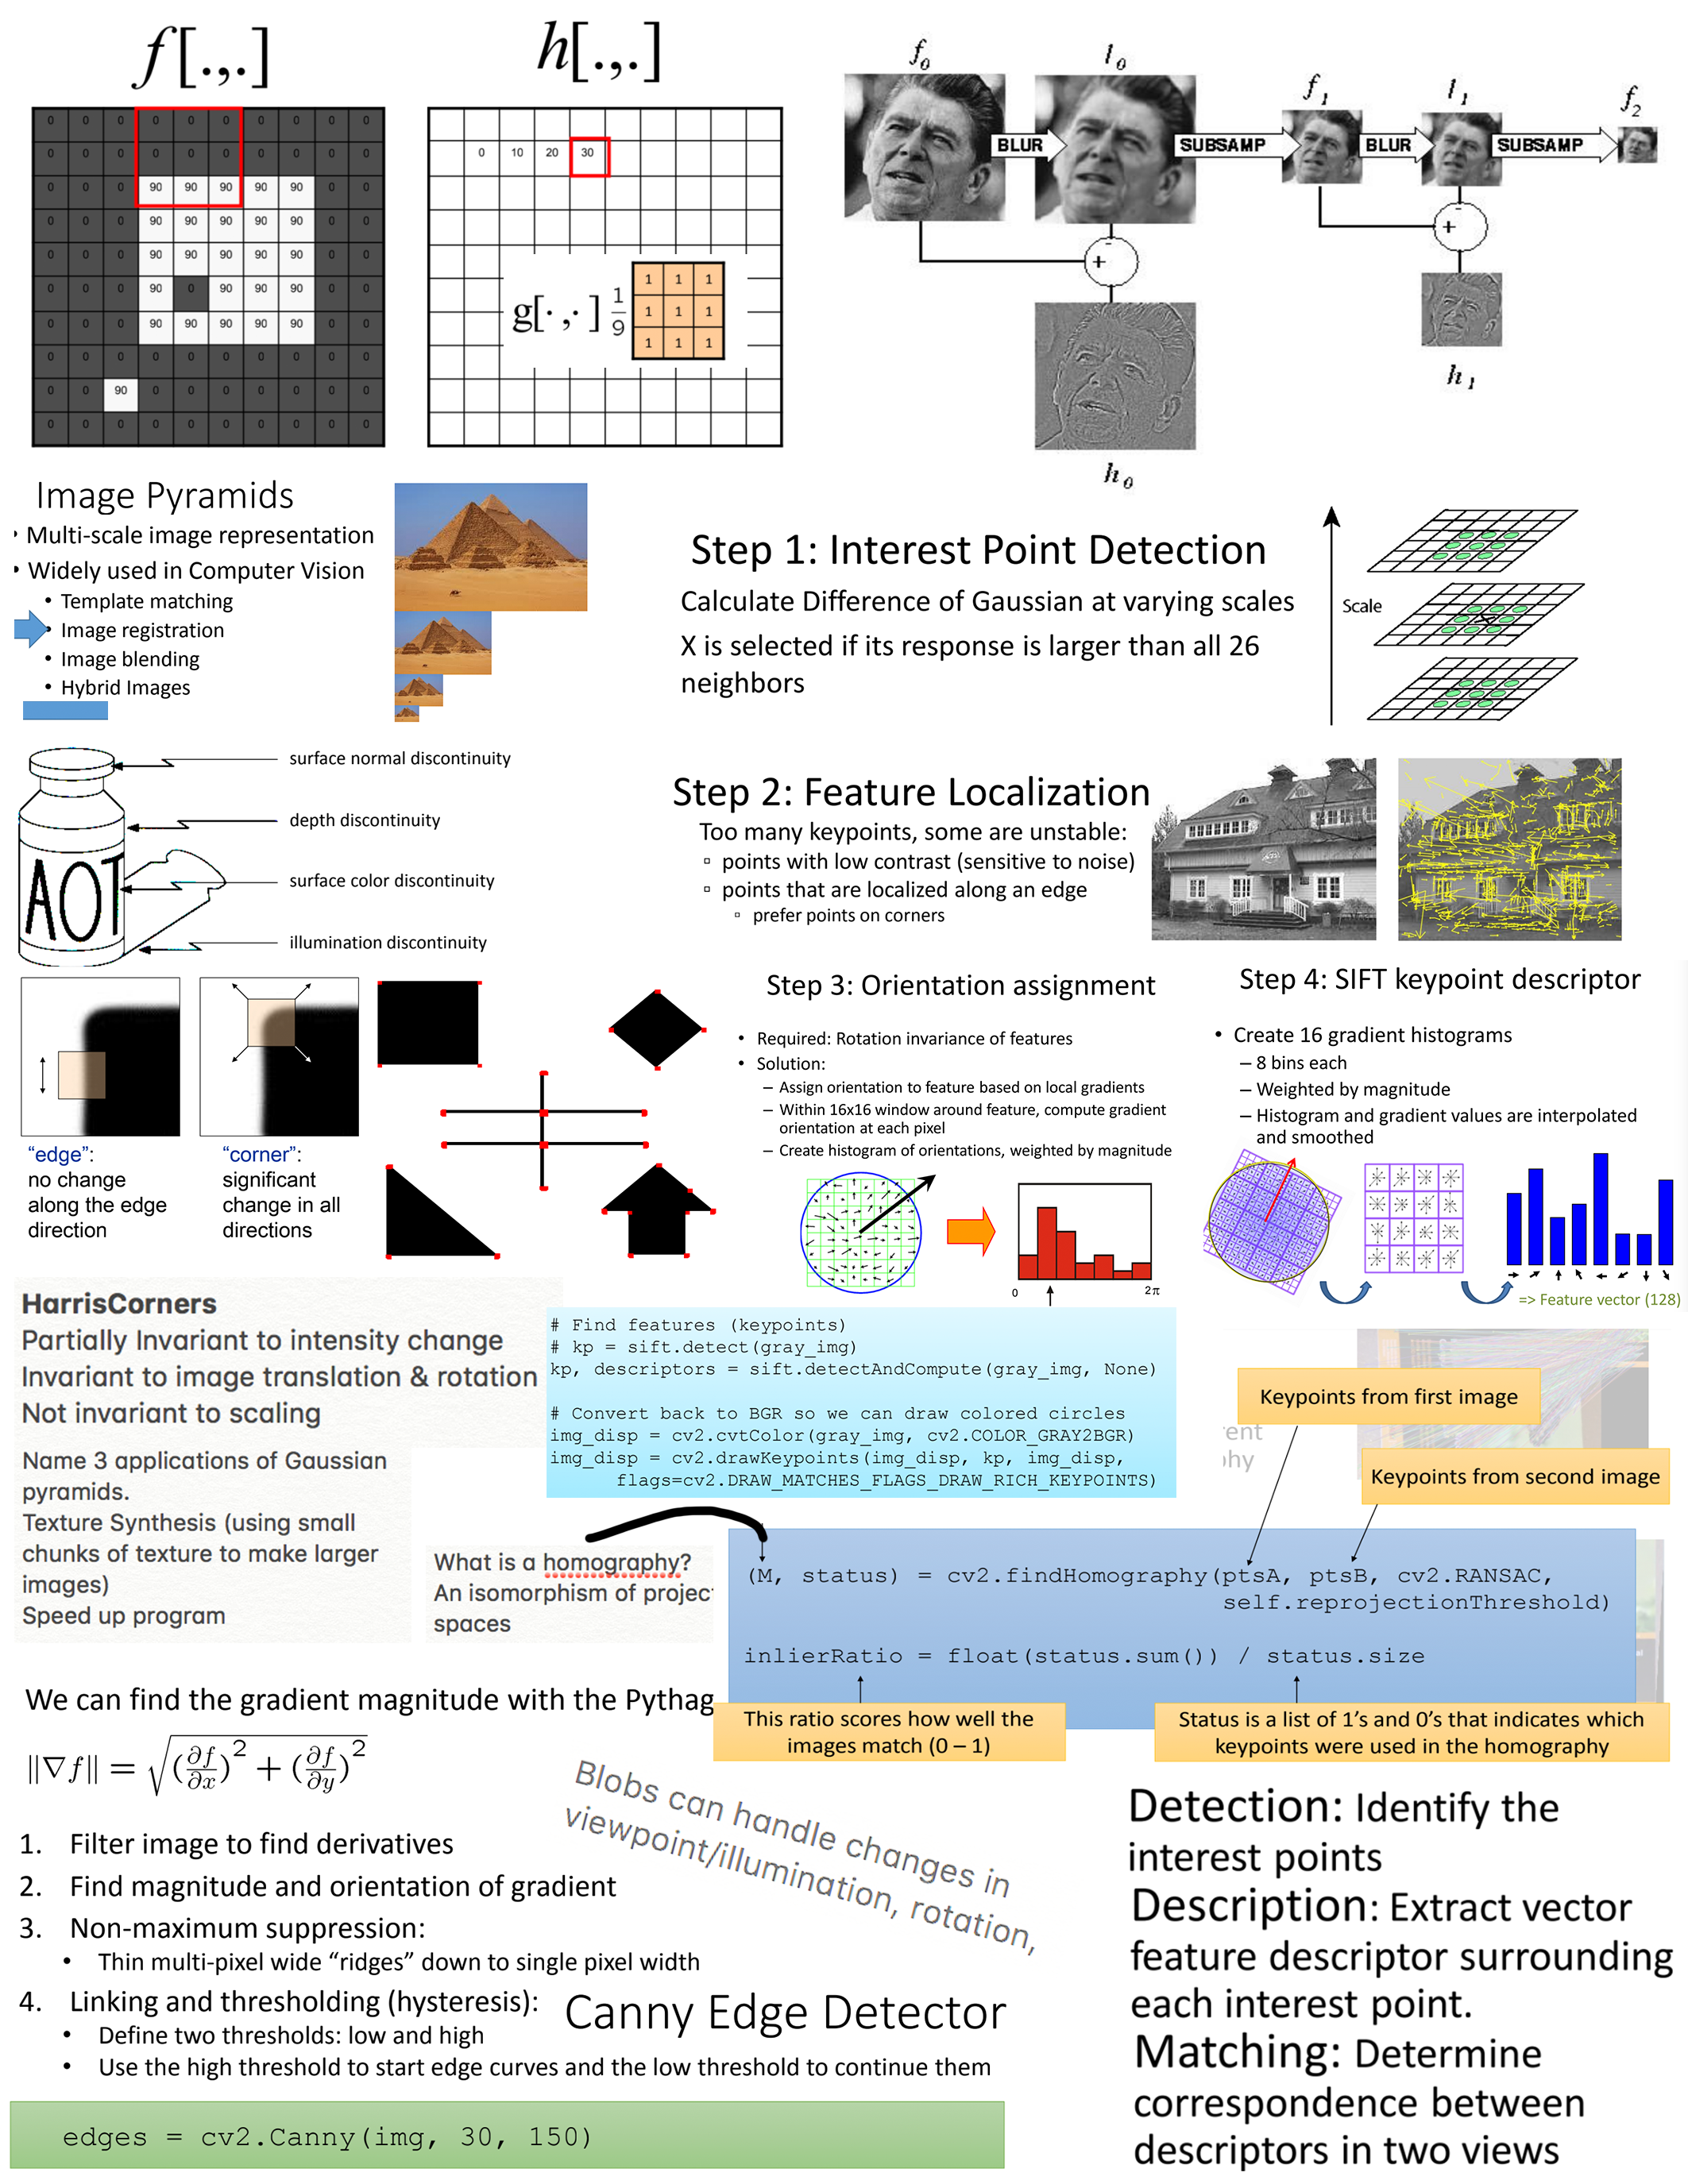 f[.,.]
h[.,.]
0 0 0 0 0 0 0 0 0 0
0 0 0 0 0 0 0 0 0 0
0 0 0 90 90 90 90 90 0 0
0 0 0 90 90 90 90 90 0 0
0 0 0 90 90 90 90 90 0 0
0 0 0 90 0 90 90 90 0 0
0 0 0 90 90 90 90 90 0 0
0 0 0 0 0 0 0 0 0 0
0 0 90 0 0 0 0 0 0 0
0 0 0 0 0 0 0 0 0 0
0 10 20 30
g[·,·] 1/9
1 1 1
1 1 1
1 1 1
f0 l0 f1 l1 f2
BLUR SUBSAMP BLUR SUBSAMP
- +
- +
h0
h1
Image Pyramids
Multi-scale image representation
Widely used in Computer Vision
• Template matching
• Image registration
• Image blending
• Hybrid Images
Step 1: Interest Point Detection
Calculate Difference of Gaussian at varying scales
X is selected if its response is larger than all 26
neighbors
Scale
surface normal discontinuity
depth discontinuity
surface color discontinuity
illumination discontinuity
AOT
Step 2: Feature Localization
Too many keypoints, some are unstable:
▫ points with low contrast (sensitive to noise)
▫ points that are localized along an edge
▫ prefer points on corners
"edge":
no change
along the edge
direction
"corner":
significant
change in all
directions
Step 3: Orientation assignment
• Required: Rotation invariance of features
• Solution:
– Assign orientation to feature based on local gradients
– Within 16x16 window around feature, compute gradient
orientation at each pixel
– Create histogram of orientations, weighted by magnitude
0 2π
Step 4: SIFT keypoint descriptor
• Create 16 gradient histograms
– 8 bins each
– Weighted by magnitude
– Histogram and gradient values are interpolated
and smoothed
=> Feature vector (128)
HarrisCorners
Partially Invariant to intensity change
Invariant to image translation & rotation
Not invariant to scaling
Name 3 applications of Gaussian
pyramids.
Texture Synthesis (using small
chunks of texture to make larger
images)
Speed up program
# Find features (keypoints)
# kp = sift.detect(gray_img)
kp, descriptors = sift.detectAndCompute(gray_img, None)
# Convert back to BGR so we can draw colored circles
img_disp = cv2.cvtColor(gray_img, cv2.COLOR_GRAY2BGR)
img_disp = cv2.drawKeypoints(img_disp, kp, img_disp,
flags=cv2.DRAW_MATCHES_FLAGS_DRAW_RICH_KEYPOINTS)
Keypoints from first image
Keypoints from second image
What is a homography?
An isomorphism of projec
spaces
(M, status) = cv2.findHomography(ptsA, ptsB, cv2.RANSAC,
self.reprojectionThreshold)
inlierRatio = float(status.sum()) / status.size
This ratio scores how well the
images match (0 – 1)
Status is a list of 1's and 0's that indicates which
keypoints were used in the homography
We can find the gradient magnitude with the Pythag
‖∇f‖ = √((∂f/∂x)² + (∂f/∂y)²)
Blobs can handle changes in
viewpoint/illumination, rotation,
1. Filter image to find derivatives
2. Find magnitude and orientation of gradient
3. Non-maximum suppression:
• Thin multi-pixel wide "ridges" down to single pixel width
4. Linking and thresholding (hysteresis):
• Define two thresholds: low and high
• Use the high threshold to start edge curves and the low threshold to continue them
Canny Edge Detector
edges = cv2.Canny(img, 30, 150)
Detection: Identify the
interest points
Description: Extract vector
feature descriptor surrounding
each interest point.
Matching: Determine
correspondence between
descriptors in two views